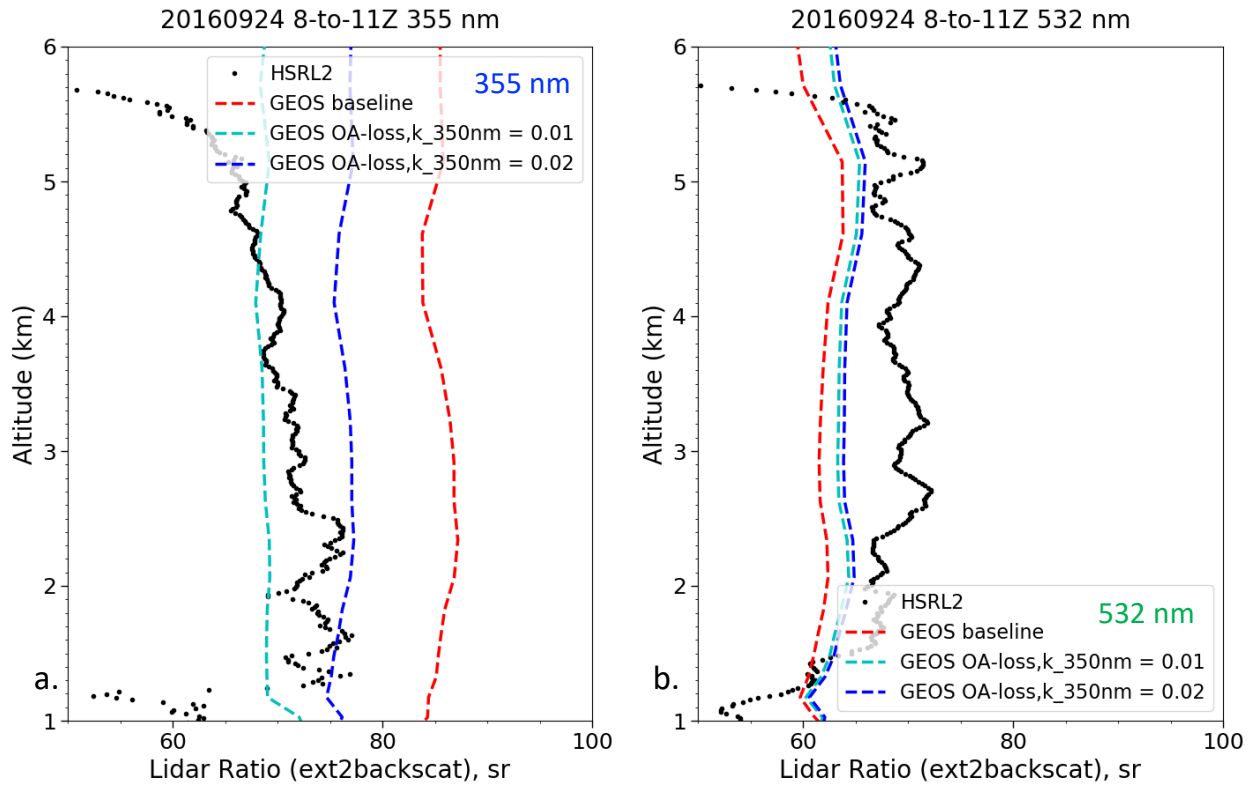 20160924 8-to-11Z 355 nm
6
5
4
3
2
1
Altitude (km)
HSRL2
GEOS baseline
GEOS OA-loss,k_350nm = 0.01
GEOS OA-loss,k_350nm = 0.02
355 nm
a.
60
80
100
Lidar Ratio (ext2backscat), sr
20160924 8-to-11Z 532 nm
6
5
4
3
2
1
Altitude (km)
HSRL2
GEOS baseline
GEOS OA-loss,k_350nm = 0.01
GEOS OA-loss,k_350nm = 0.02
532 nm
b.
60
80
100
Lidar Ratio (ext2backscat), sr